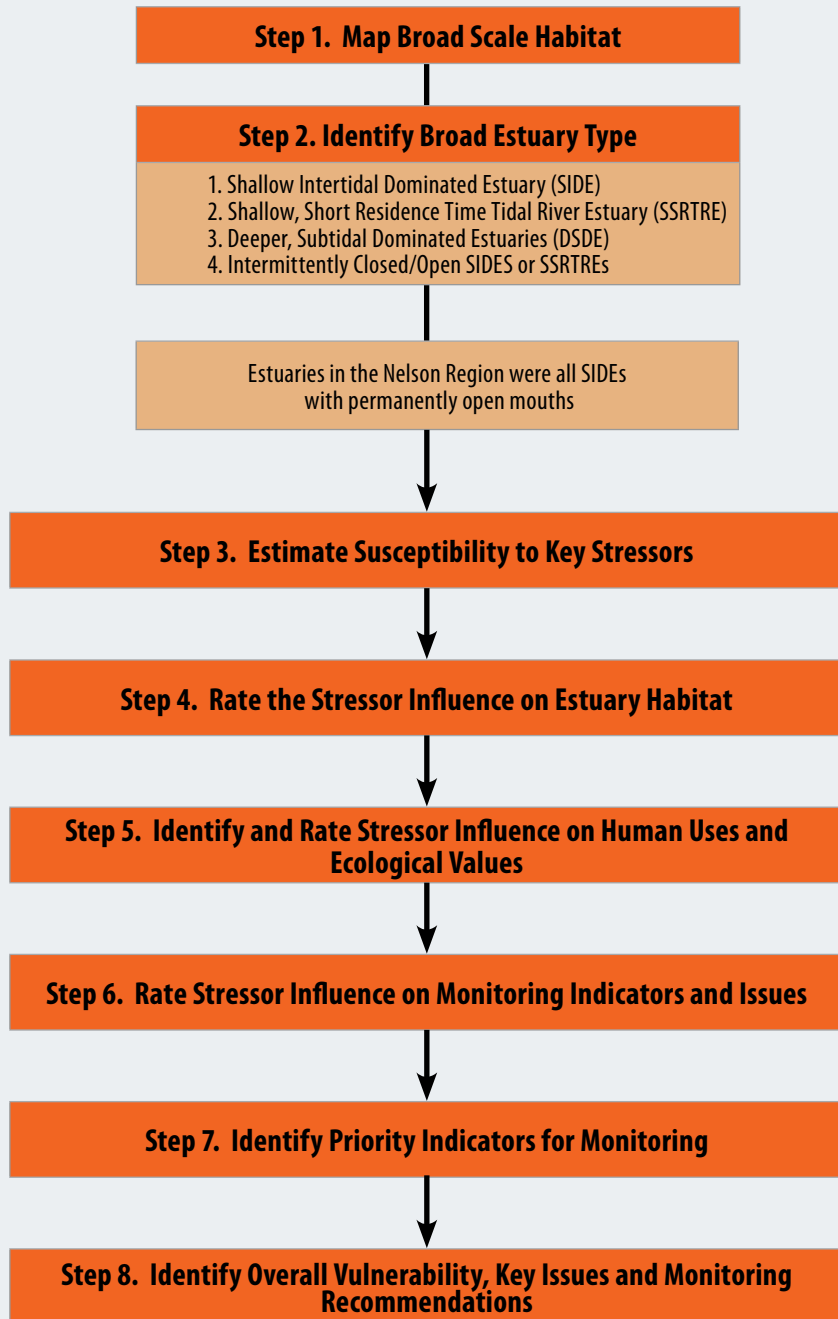 Step 1. Map Broad Scale Habitat
Step 2. Identify Broad Estuary Type
1. Shallow Intertidal Dominated Estuary (SIDE)
2. Shallow, Short Residence Time Tidal River Estuary (SSRTRE)
3. Deeper, Subtidal Dominated Estuaries (DSDE)
4. Intermittently Closed/Open SIDES or SSRTREs
Estuaries in the Nelson Region were all SIDEs
with permanently open mouths
Step 3. Estimate Susceptibility to Key Stressors
Step 4. Rate the Stressor Influence on Estuary Habitat
Step 5. Identify and Rate Stressor Influence on Human Uses and
Ecological Values
Step 6. Rate Stressor Influence on Monitoring Indicators and Issues
Step 7. Identify Priority Indicators for Monitoring
Step 8. Identify Overall Vulnerability, Key Issues and Monitoring
Recommendations